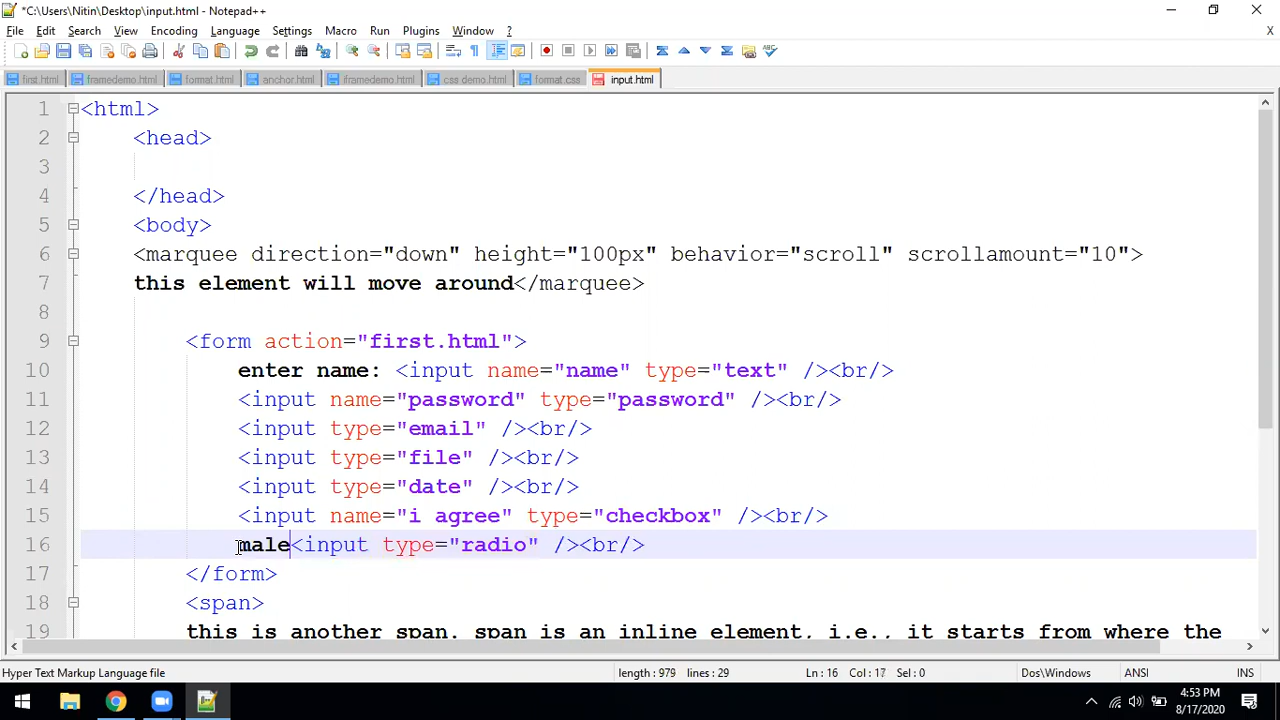 *C:\Users\Nitin\Desktop\input.html - Notepad++
File Edit Search View Encoding Language Settings Macro Run Plugins Window ? X
first.html framedemo.html format.html anchor.html iframedemo.html css demo.html format.css input.html
1 <html>
2 <head>
3
4 </head>
5 <body>
6 <marquee direction="down" height="100px" behavior="scroll" scrollamount="10">
7 this element will move around</marquee>
8
9 <form action="first.html">
10 enter name: <input name="name" type="text" /><br/>
11 <input name="password" type="password" /><br/>
12 <input type="email" /><br/>
13 <input type="file" /><br/>
14 <input type="date" /><br/>
15 <input name="i agree" type="checkbox" /><br/>
16 male<input type="radio" /><br/>
17 </form>
18 <span>
19 this is another span. span is an inline element, i.e., it starts from where the
Hyper Text Markup Language file length : 979 lines : 29 Ln : 16 Col : 17 Sel : 0 Dos\Windows ANSI INS
4:53 PM
8/17/2020